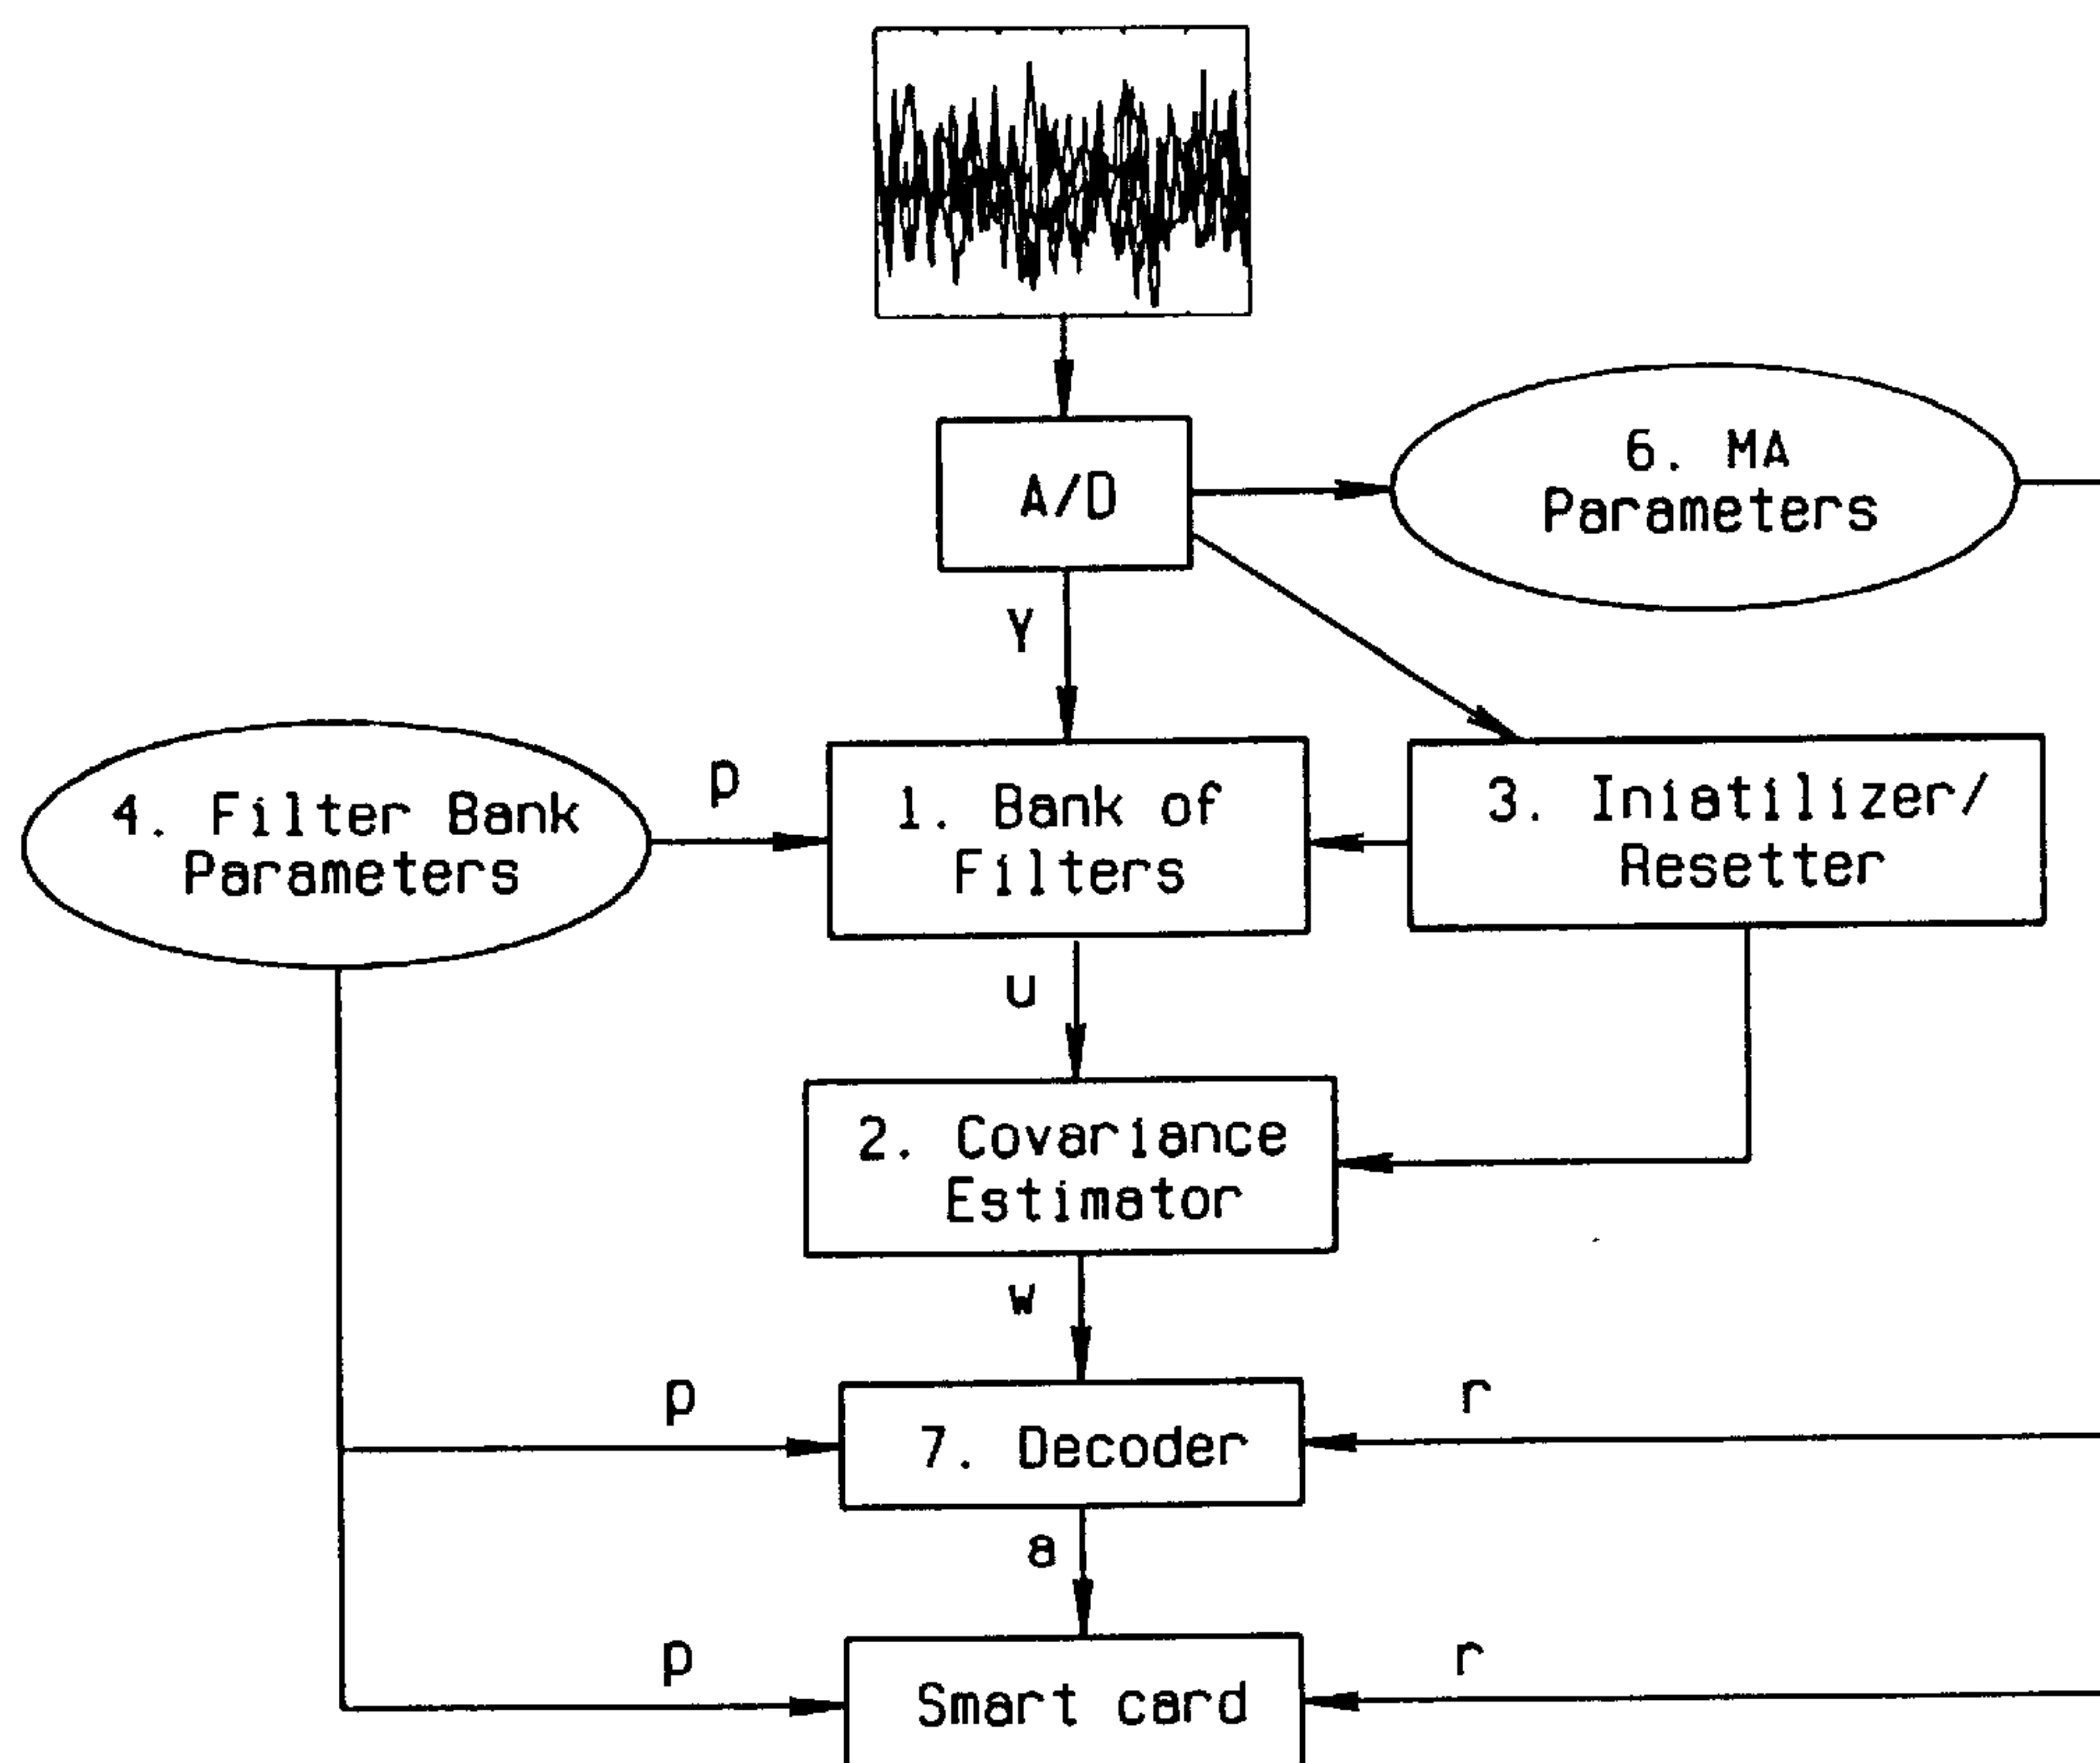 A/D
6. MA
Parameters
Y
4. Filter Bank
Parameters
p
1. Bank of
Filters
3. Iniatilizer/
Resetter
u
2. Covariance
Estimator
w
p
7. Decoder
r
a
p
Smart card
r